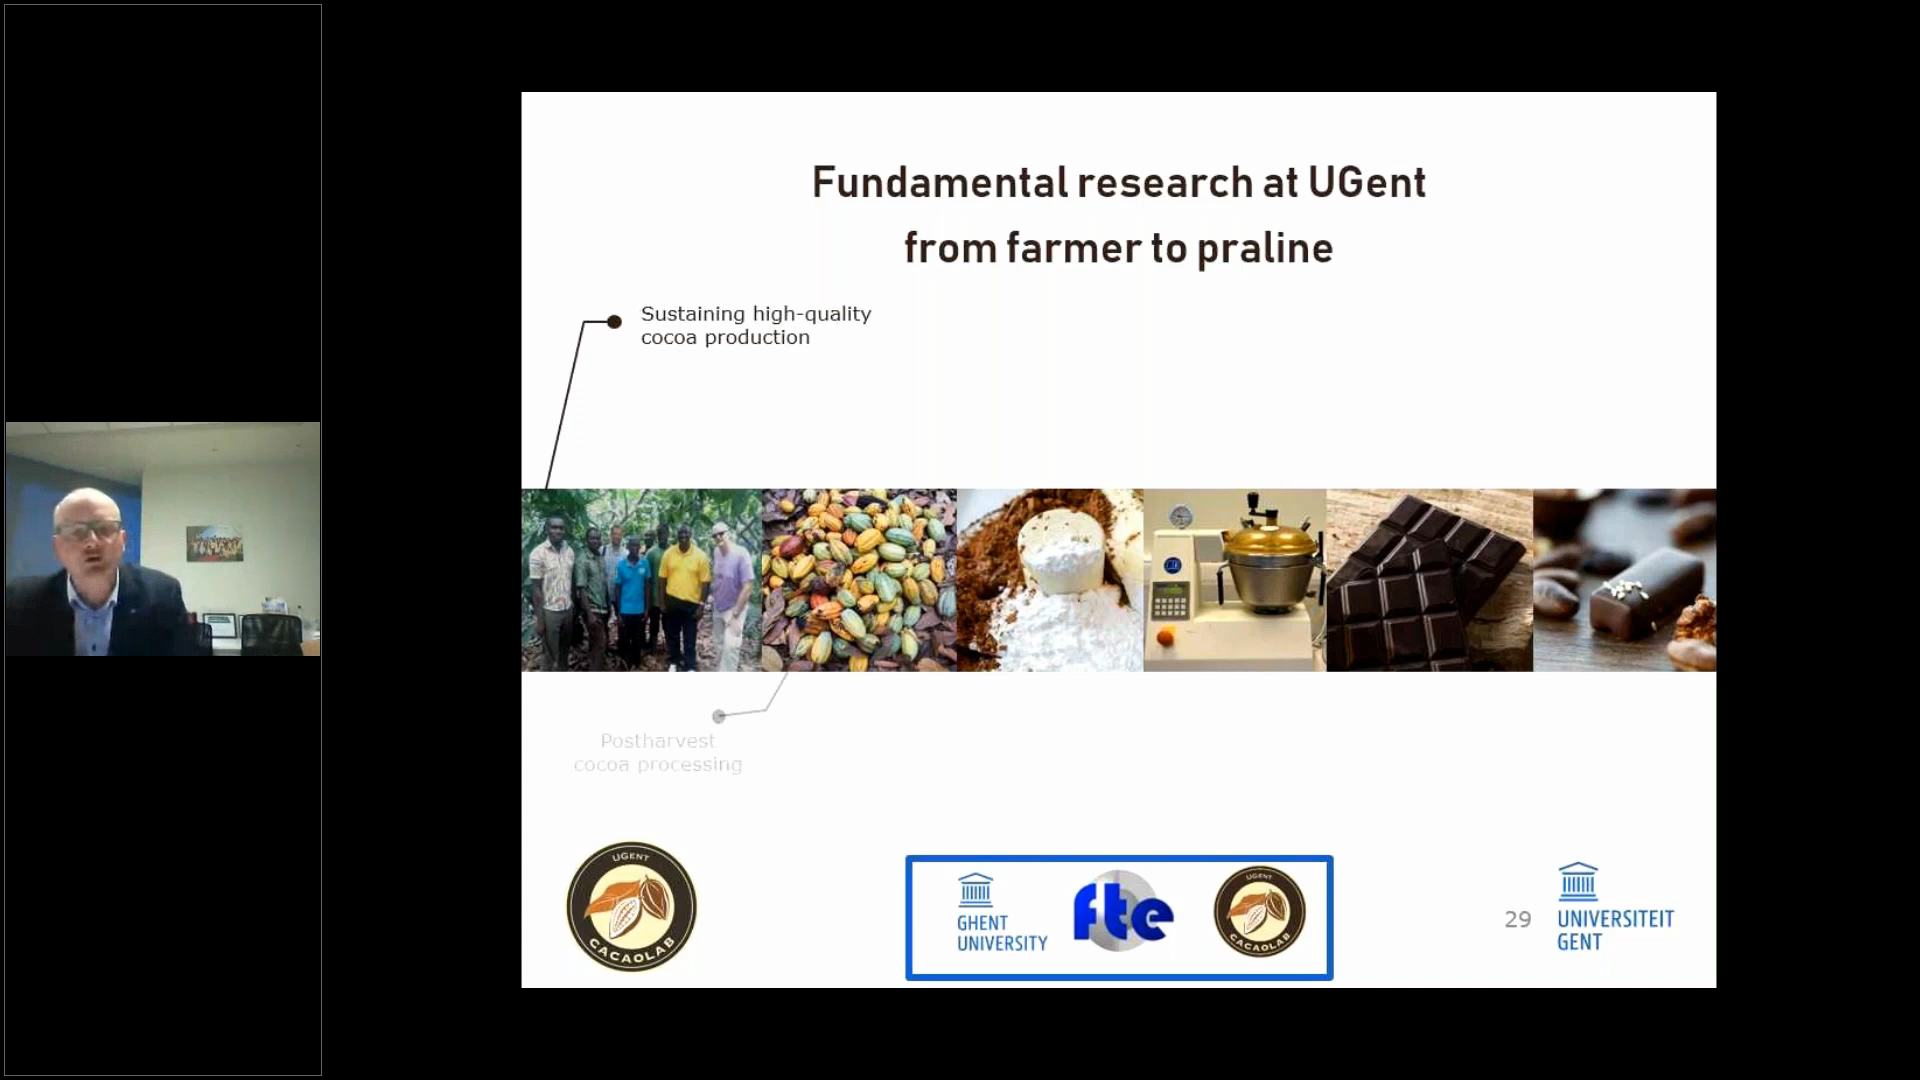 Fundamental research at UGent
from farmer to praline
Sustaining high-quality
cocoa production
Postharvest
cocoa processing
UGENT
CACAOLAB
GHENT
UNIVERSITY
fte
UGENT
CACAOLAB
29
UNIVERSITEIT
GENT